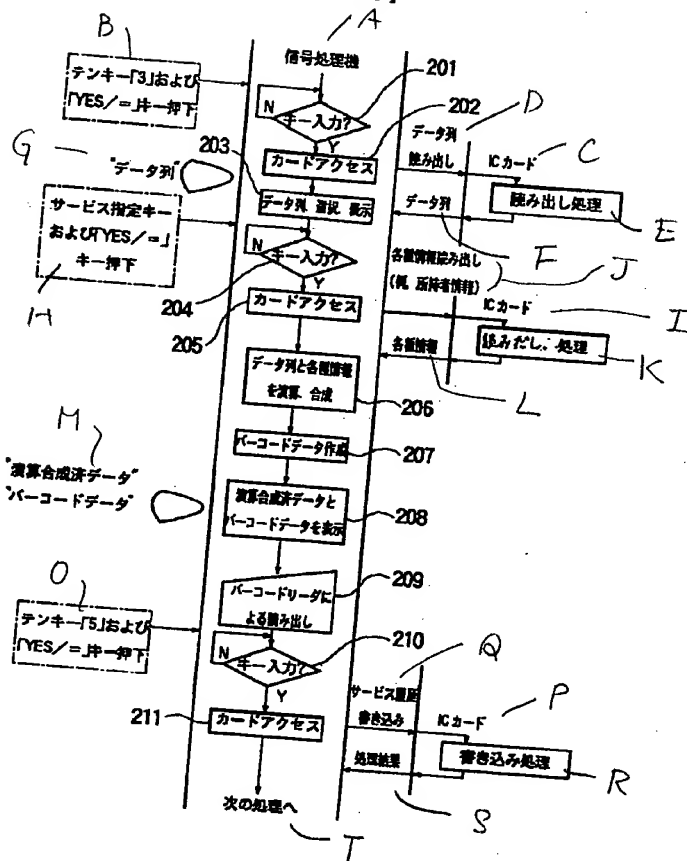 A
B
信号処理機
テンキー「3」および
「YES/=」キー押下
201
N
キー入力?
Y
202
D
G
203
カードアクセス
データ列
読み出し
ICカード
C
"データ列"
データ列、選択、表示
読み出し処理
E
サービス指定キー
および「YES/=」
キー押下
データ列
F
N
キー入力?
Y
各種情報読み出し
(例、所持者情報)
J
H
204
カードアクセス
205
ICカード
I
処理
各種情報
K
L
データ列と各種情報
を演算、合成
206
M
バーコードデータ作成
207
"演算合成済データ"
"バーコードデータ"
演算合成済データと
バーコードデータを表示
208
O
209
バーコードリーダに
よる読み出し
テンキー「5」および
「YES/=」キー押下
210
N
キー入力?
Y
Q
211
カードアクセス
サービス
書き込み
ICカード
P
処理結果
書き込み処理
R
次の処理へ
S
T